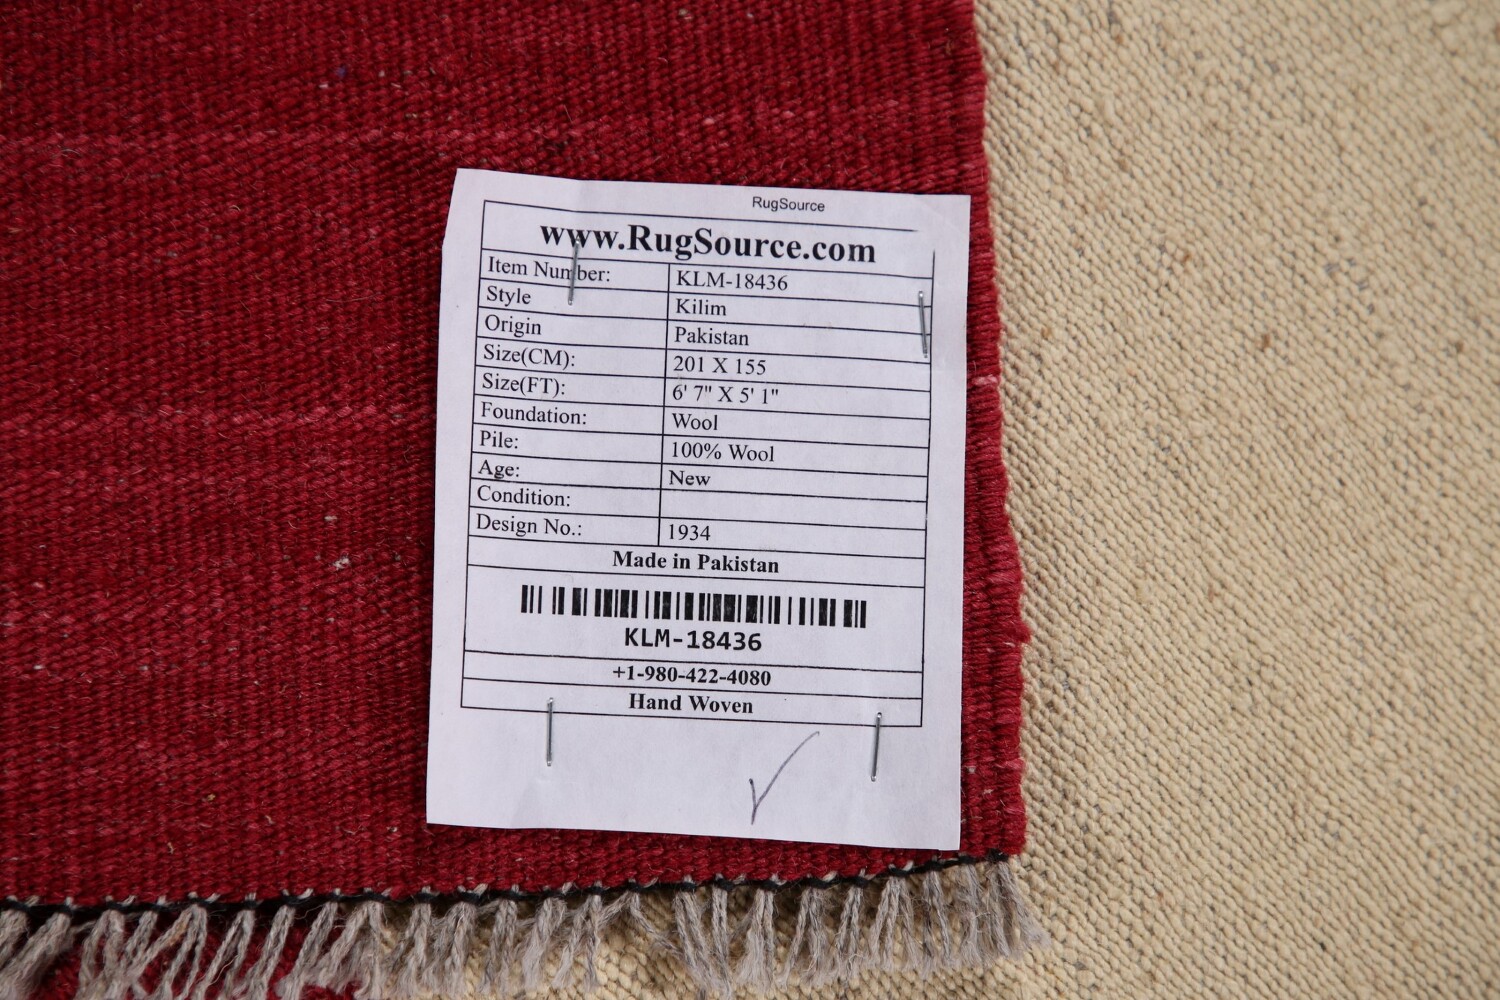 RugSource
www.RugSource.com
Item Number: KLM-18436
Style Kilim
Origin Pakistan
Size(CM): 201 X 155
Size(FT): 6' 7" X 5' 1"
Foundation: Wool
Pile: 100% Wool
Age: New
Condition:
Design No.: 1934
Made in Pakistan
KLM-18436
+1-980-422-4080
Hand Woven